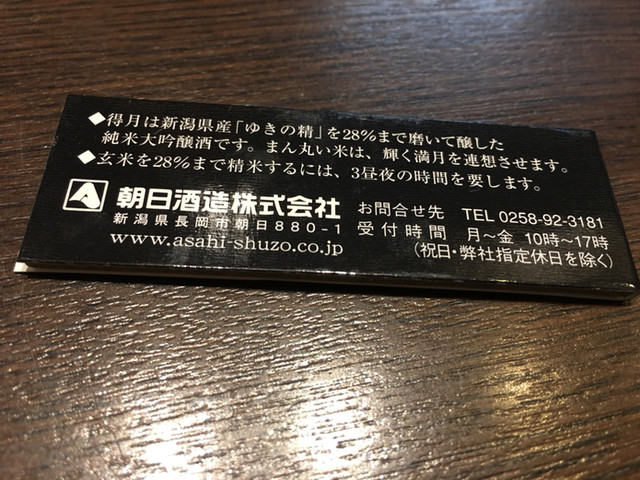 ◆得月は新潟県産「ゆきの精」を28%まで磨いて醸した
純米大吟醸酒です。まん丸い米は、輝く満月を連想させます。
◆玄米を28%まで精米するには、3昼夜の時間を要します。
朝日酒造株式会社
新潟県長岡市朝日880-1
www.asahi-shuzo.co.jp
お問合せ先 TEL 0258-92-3181
受付時間 月〜金 10時〜17時
(祝日・弊社指定休日を除く)